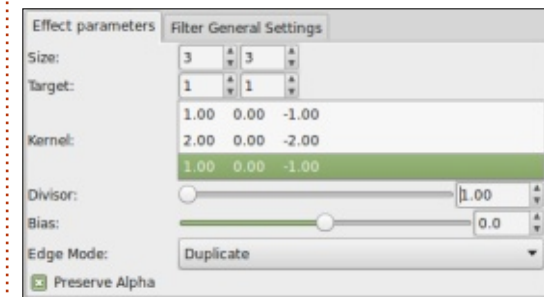 Effect parameters Filter General Settings
Size: 3 3
Target: 1 1
Kernel:
1.00 0.00 -1.00
2.00 0.00 -2.00
1.00 0.00 -1.00
Divisor: 1.00
Bias: 0.0
Edge Mode: Duplicate
Preserve Alpha